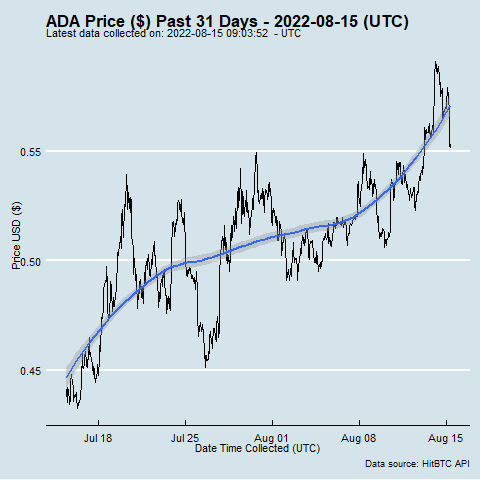 ADA Price ($) Past 31 Days - 2022-08-15 (UTC)
Latest data collected on: 2022-08-15 09:03:52  - UTC
Price USD ($)
0.55
0.50
0.45
Jul 18
Jul 25
Aug 01
Aug 08
Aug 15
Date Time Collected (UTC)
Data source: HitBTC API